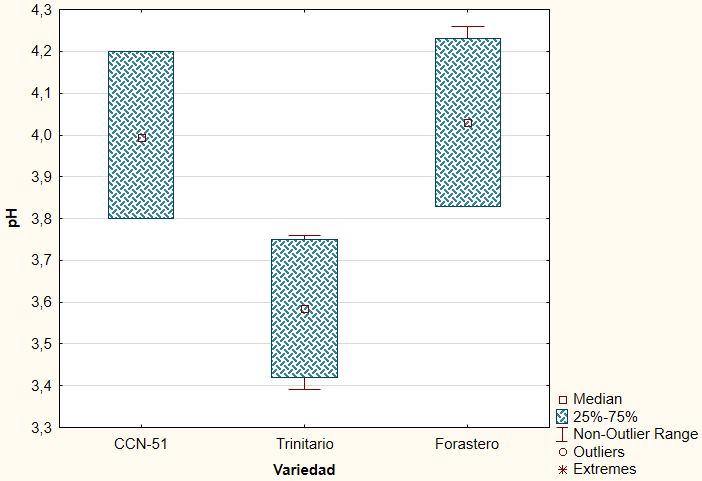 4,3
4,2
4,1
4,0
3,9
3,8
3,7
3,6
3,5
3,4
3,3
pH
CCN-51 Trinitario Forastero
Variedad
Median
25%-75%
Non-Outlier Range
Outliers
Extremes